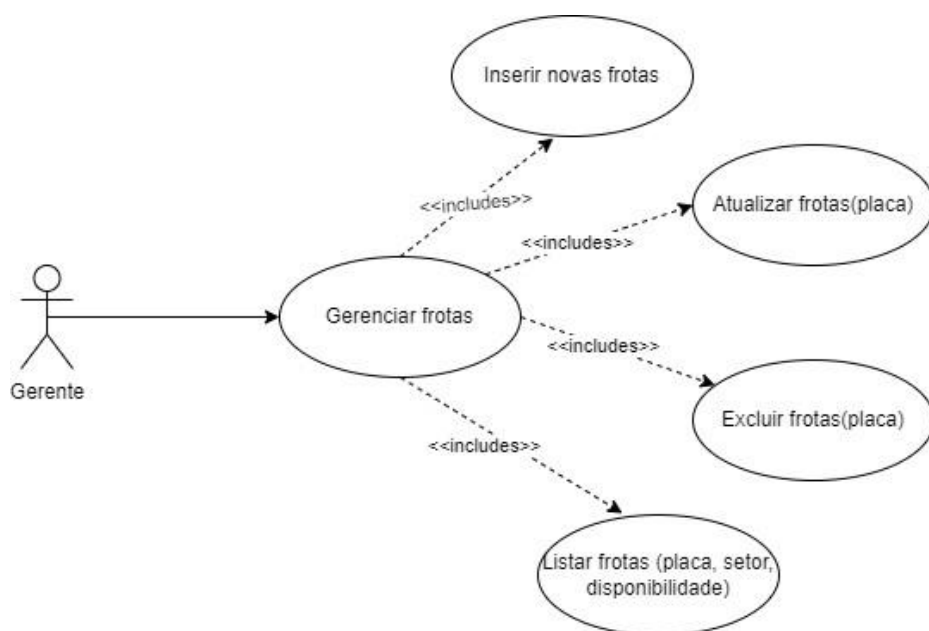 Inserir novas frotas
<<includes>>
Atualizar frotas(placa)
<<includes>>
Gerenciar frotas
<<includes>>
Gerente
Excluir frotas(placa)
<<includes>>
Listar frotas (placa, setor,
disponibilidade)